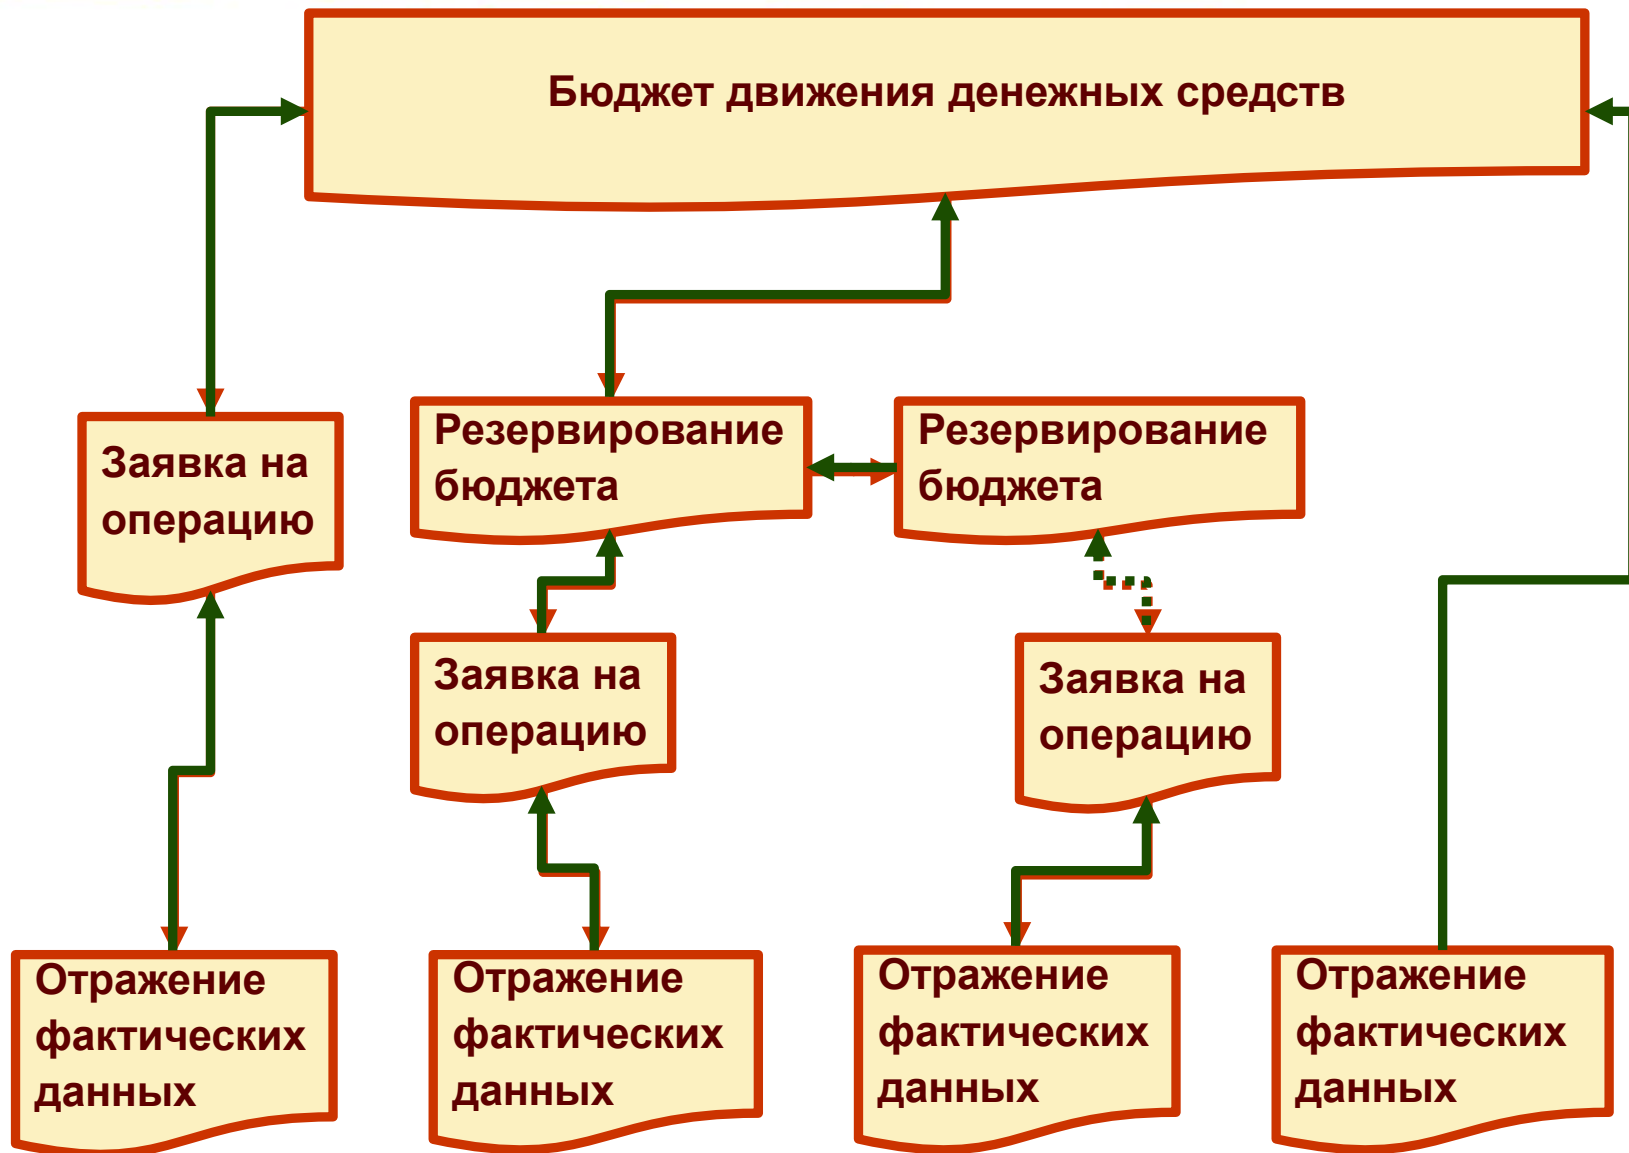 Бюджет движения денежных средств
Заявка на
операцию
Резервирование
бюджета
Резервирование
бюджета
Заявка на
операцию
Заявка на
операцию
Отражение
фактических
данных
Отражение
фактических
данных
Отражение
фактических
данных
Отражение
фактических
данных